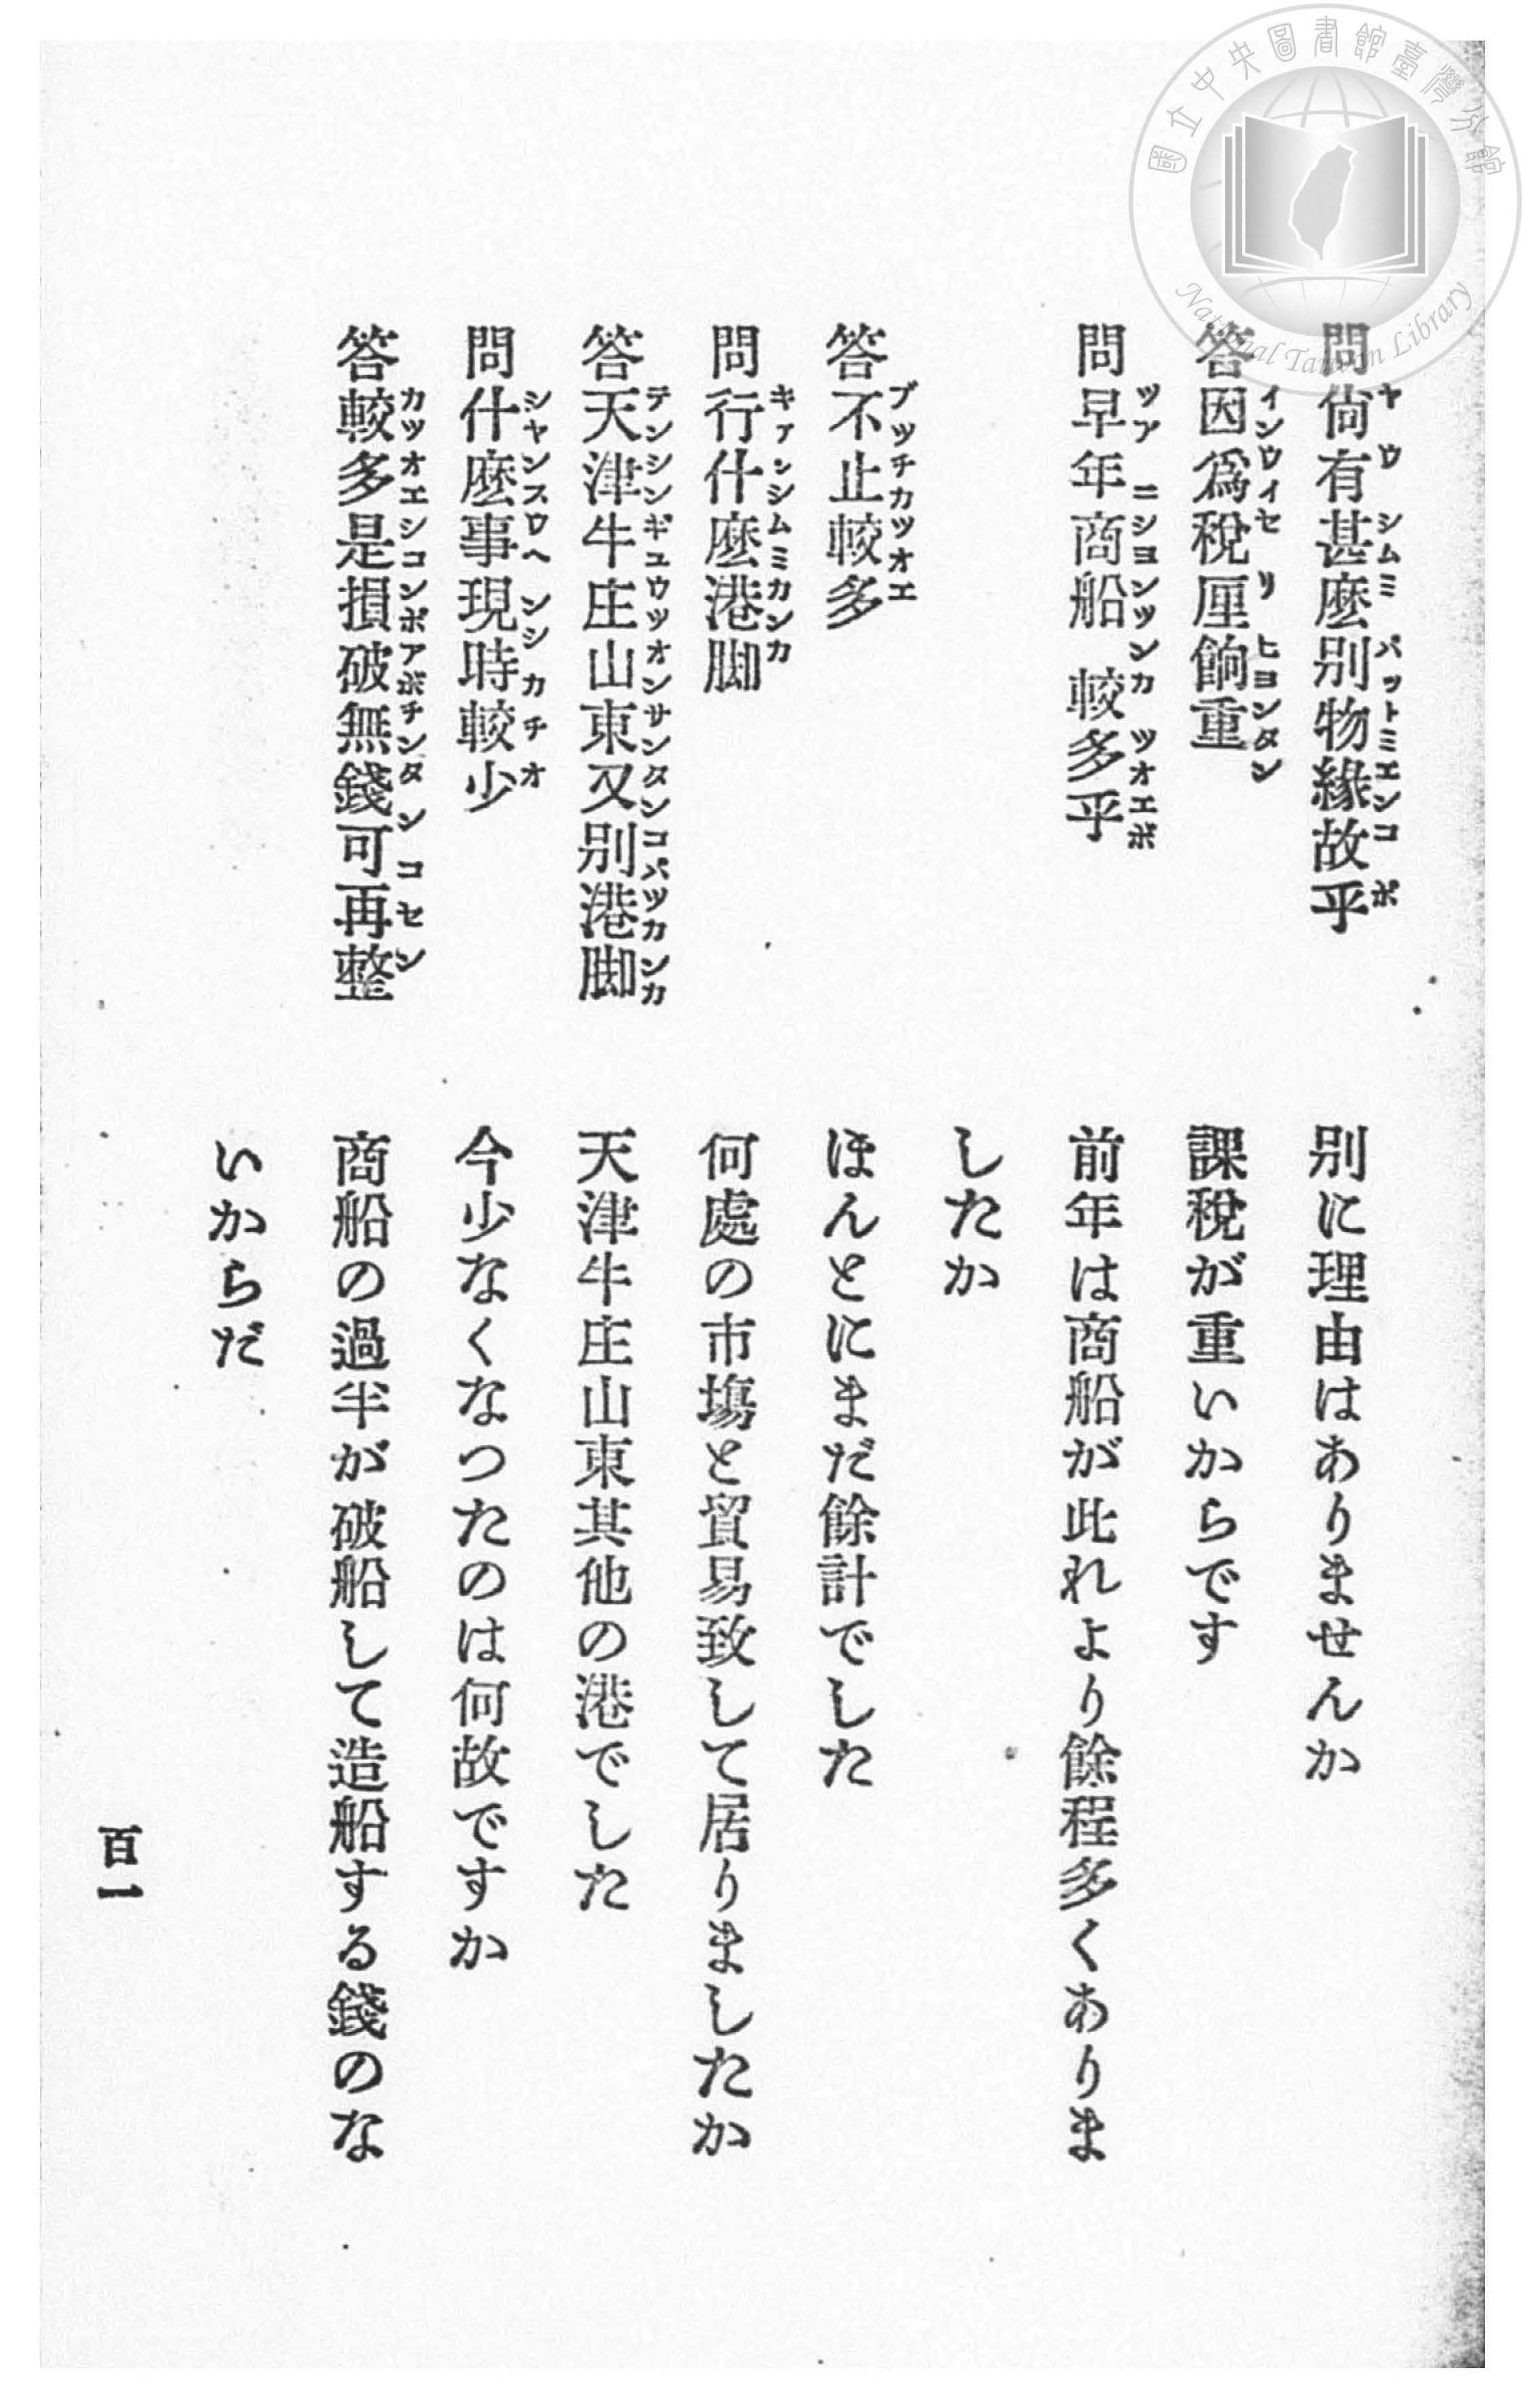 國立中央圖書館臺灣分館
National Taiwan Library
問尙有甚麽別物緣故乎
ヤウシムミパットミエンコボ
別に理由はありませんか
答因爲稅厘餉重
インウイセリヒヨンタン
課稅が重いからです
問早年商船較多乎
ツアニシヨンツンカツオエボ
前年は商船が此れより餘程多くありま
したか
答不止較多
ブッチカツオエ
ほんとにまだ餘計でした
問行什麽港脚
キアンシムミカンカ
何處の市塲と貿易致して居りましたか
答天津牛庄山東又別港脚
テンシンギユウツオンサンタンコパツカンカ
天津牛庄山東其他の港でした
問什麽事現時較少
シヤンスロヘンシカチオ
今少なくなつたのは何故ですか
答較多是損破無錢可再整
カツオエシコンボアボチンタンコセン
商船の過半が破船して造船する錢のな
いからだ
百一